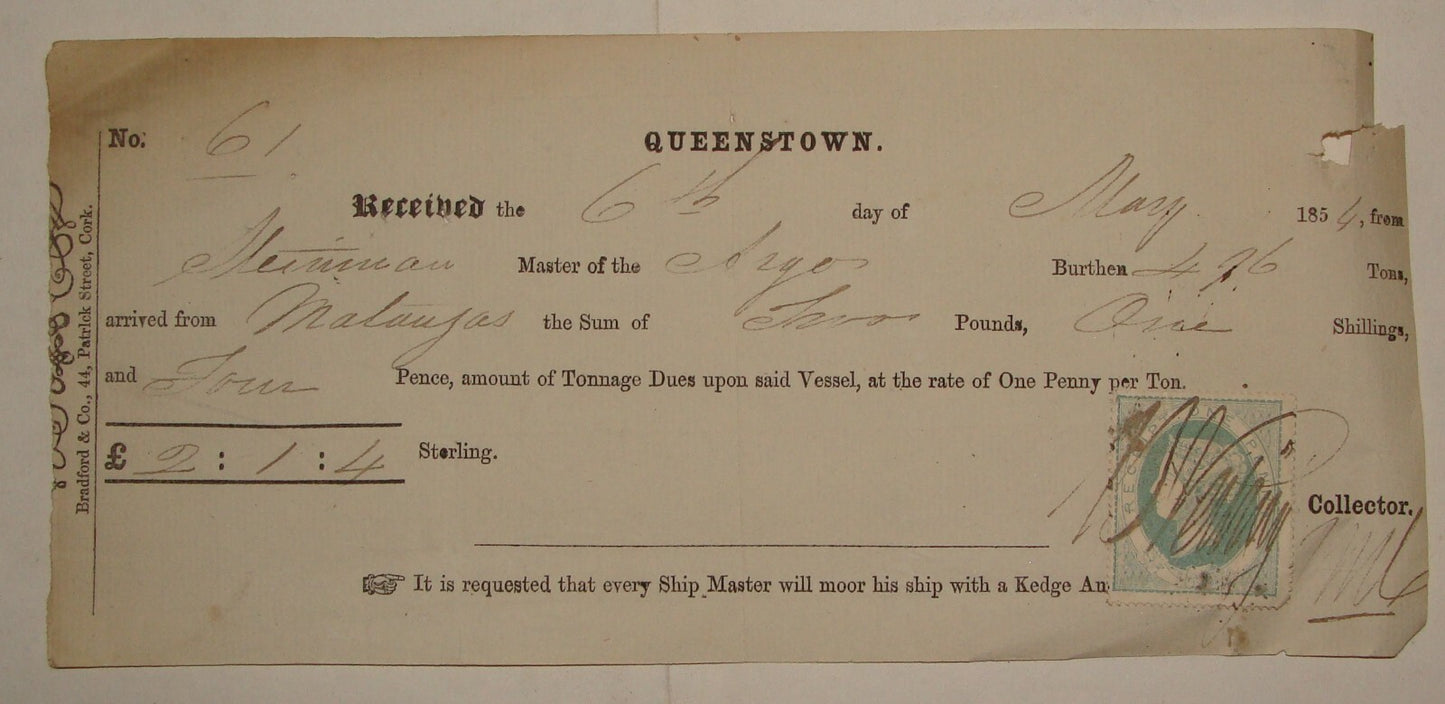 No. 61 QUEENSTOWN.
Received the 6th day of May 1854, from
Steinman Master of the Argo Burthen 496 Tons,
arrived from Matanzas the Sum of Two Pounds, One Shillings,
and Four Pence, amount of Tonnage Dues upon said Vessel, at the rate of One Penny per Ton.
£ 2 : 1 : 4 Sterling.
Collector.
It is requested that every Ship Master will moor his ship with a Kedge An
Bradford & Co., 44, Patrick Street, Cork.